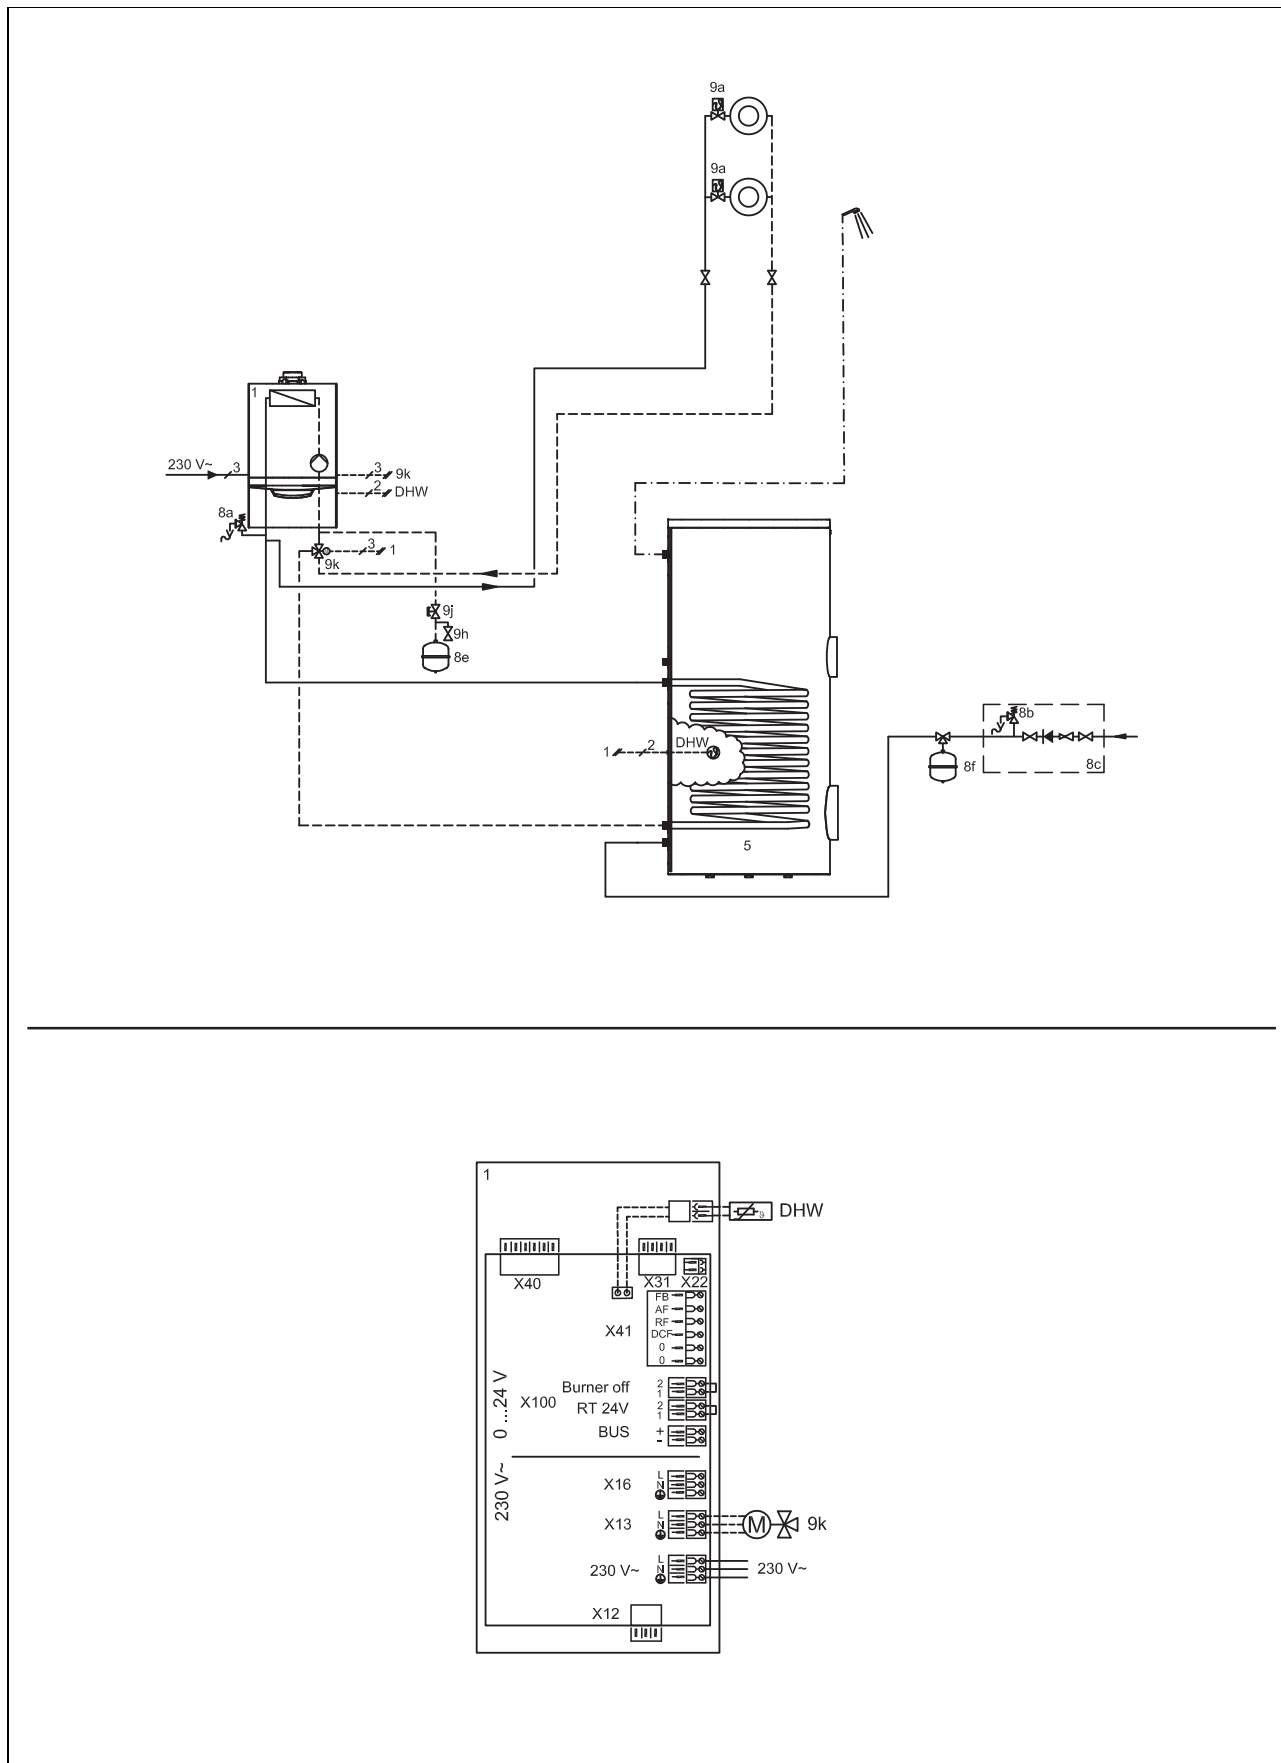 9a
9a
1
230 V~
3
3
9k
2
DHW
8a
3
1
9k
9j
9h
8e
8b
1
2
DHW
8f
8c
5
1
DHW
X40
X31
X22
FB
AF
X41
RF
DCF
0
0
0 ...24 V
X100
Burner off
2
1
RT 24V
2
1
BUS
+
-
230 V~
X16
L
N
X13
L
N
M
9k
230 V~
L
N
230 V~
X12